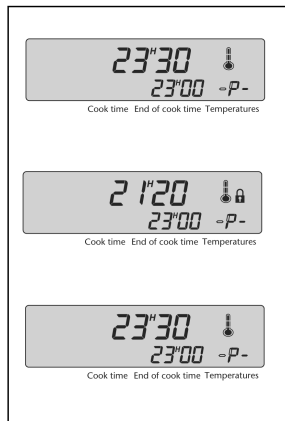 23H30
23H00 -P-
Cook time End of cook time Temperatures
21H20
23H00 -P-
Cook time End of cook time Temperatures
23H30
23H00 -P-
Cook time End of cook time Temperatures